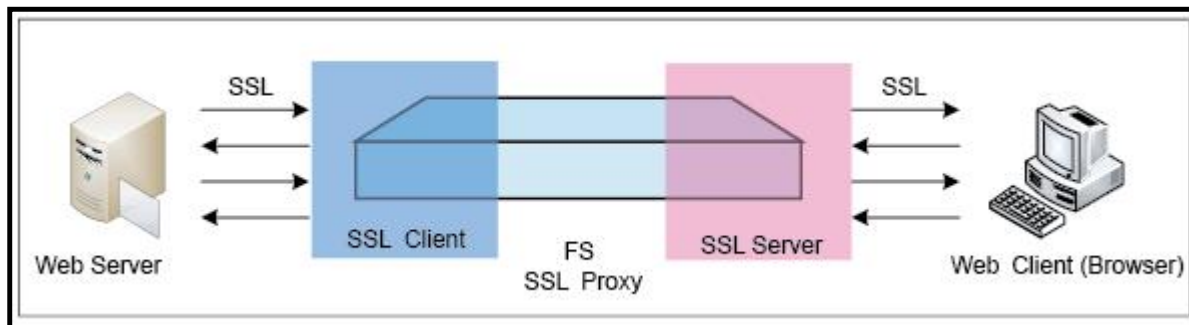 SSL
SSL
SSL Client
SSL Server
FS
SSL Proxy
Web Server
Web Client (Browser)